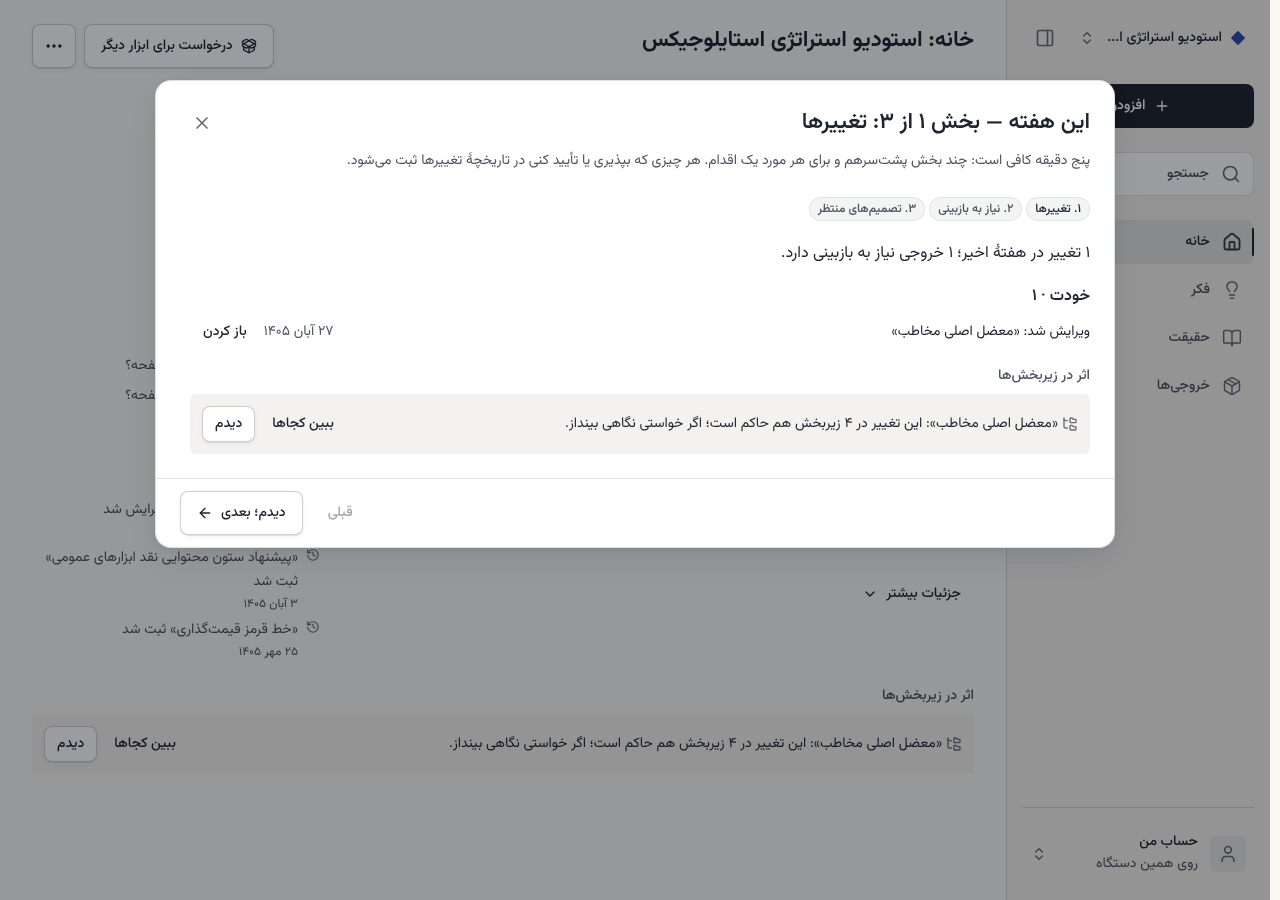 استودیو استراتژی ا...
خانه: استودیو استراتژی استایلوجیکس
درخواست برای ابزار دیگر
افزودن
جستجو
خانه
فکر
حقیقت
خروجی‌ها
حساب من
روی همین دستگاه
این هفته — بخش ۱ از ۳: تغییرها
پنج دقیقه کافی است: چند بخش پشت‌سرهم و برای هر مورد یک اقدام. هر چیزی که بپذیری یا تأیید کنی در تاریخچهٔ تغییرها ثبت می‌شود.
۱. تغییرها
۲. نیاز به بازبینی
۳. تصمیم‌های منتظر
۱ تغییر در هفتهٔ اخیر؛ ۱ خروجی نیاز به بازبینی دارد.
خودت · ۱
ویرایش شد: «معضل اصلی مخاطب»
۲۷ آبان ۱۴۰۵
باز کردن
اثر در زیربخش‌ها
«معضل اصلی مخاطب»: این تغییر در ۴ زیربخش هم حاکم است؛ اگر خواستی نگاهی بینداز.
ببین کجاها
دیدم
قبلی
دیدم؛ بعدی
فحه؟
فحه؟
رایش شد
«پیشنهاد ستون محتوایی نقد ابزارهای عمومی»
ثبت شد
۳ آبان ۱۴۰۵
«خط قرمز قیمت‌گذاری» ثبت شد
۲۵ مهر ۱۴۰۵
جزئیات بیشتر
اثر در زیربخش‌ها
«معضل اصلی مخاطب»: این تغییر در ۴ زیربخش هم حاکم است؛ اگر خواستی نگاهی بینداز.
ببین کجاها
دیدم